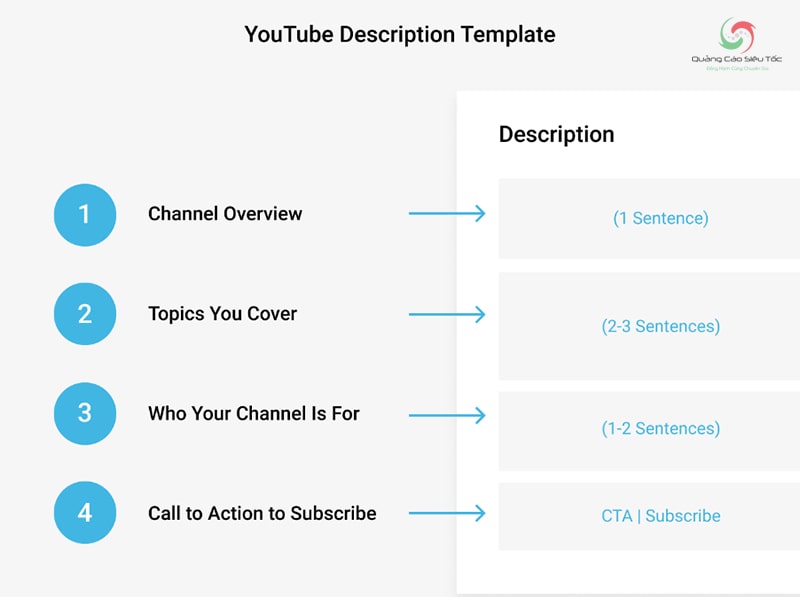 YouTube Description Template
Quảng Cáo Siêu Tốc
Description
1
Channel Overview
(1 Sentence)
2
Topics You Cover
(2-3 Sentences)
3
Who Your Channel Is For
(1-2 Sentences)
4
Call to Action to Subscribe
CTA | Subscribe